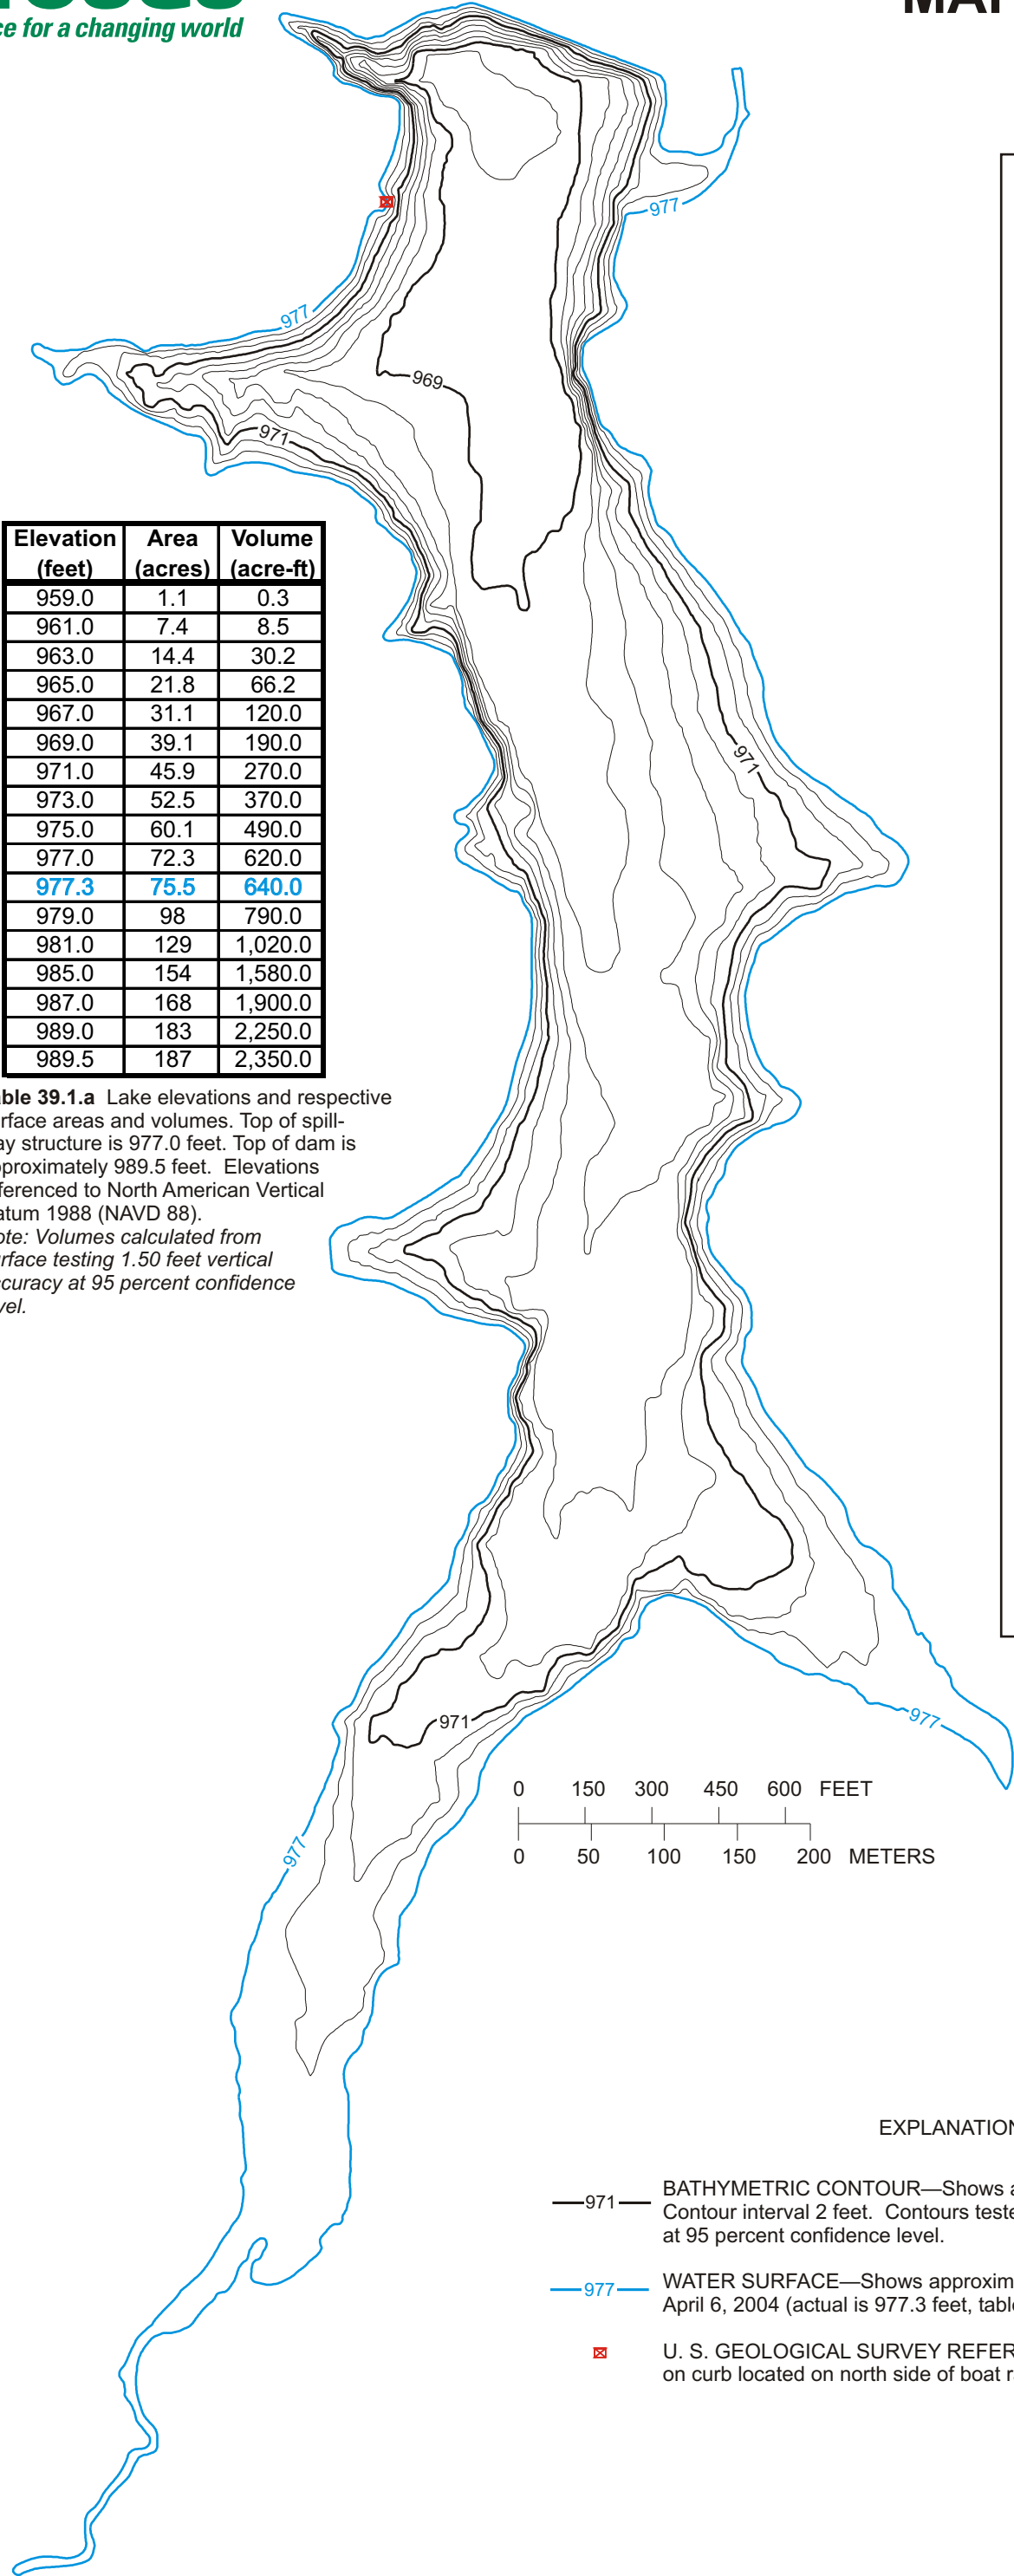 ce for a changing world
977
977
969
971
Elevation Area Volume
(feet) (acres) (acre-ft)
959.0 1.1 0.3
961.0 7.4 8.5
963.0 14.4 30.2
965.0 21.8 66.2
967.0 31.1 120.0
969.0 39.1 190.0
971.0 45.9 270.0
973.0 52.5 370.0
975.0 60.1 490.0
977.0 72.3 620.0
977.3 75.5 640.0
979.0 98 790.0
981.0 129 1,020.0
985.0 154 1,580.0
987.0 168 1,900.0
989.0 183 2,250.0
989.5 187 2,350.0
971
able 39.1.a Lake elevations and respective
urface areas and volumes. Top of spill-
ay structure is 977.0 feet. Top of dam is
pproximately 989.5 feet. Elevations
ferenced to North American Vertical
atum 1988 (NAVD 88).
ote: Volumes calculated from
urface testing 1.50 feet vertical
ccuracy at 95 percent confidence
vel.
971
977
0 150 300 450 600 FEET
0 50 100 150 200 METERS
977
EXPLANATION
971 BATHYMETRIC CONTOUR—Shows a
Contour interval 2 feet. Contours teste
at 95 percent confidence level.
977 WATER SURFACE—Shows approxim
April 6, 2004 (actual is 977.3 feet, tabl
U. S. GEOLOGICAL SURVEY REFER
on curb located on north side of boat r